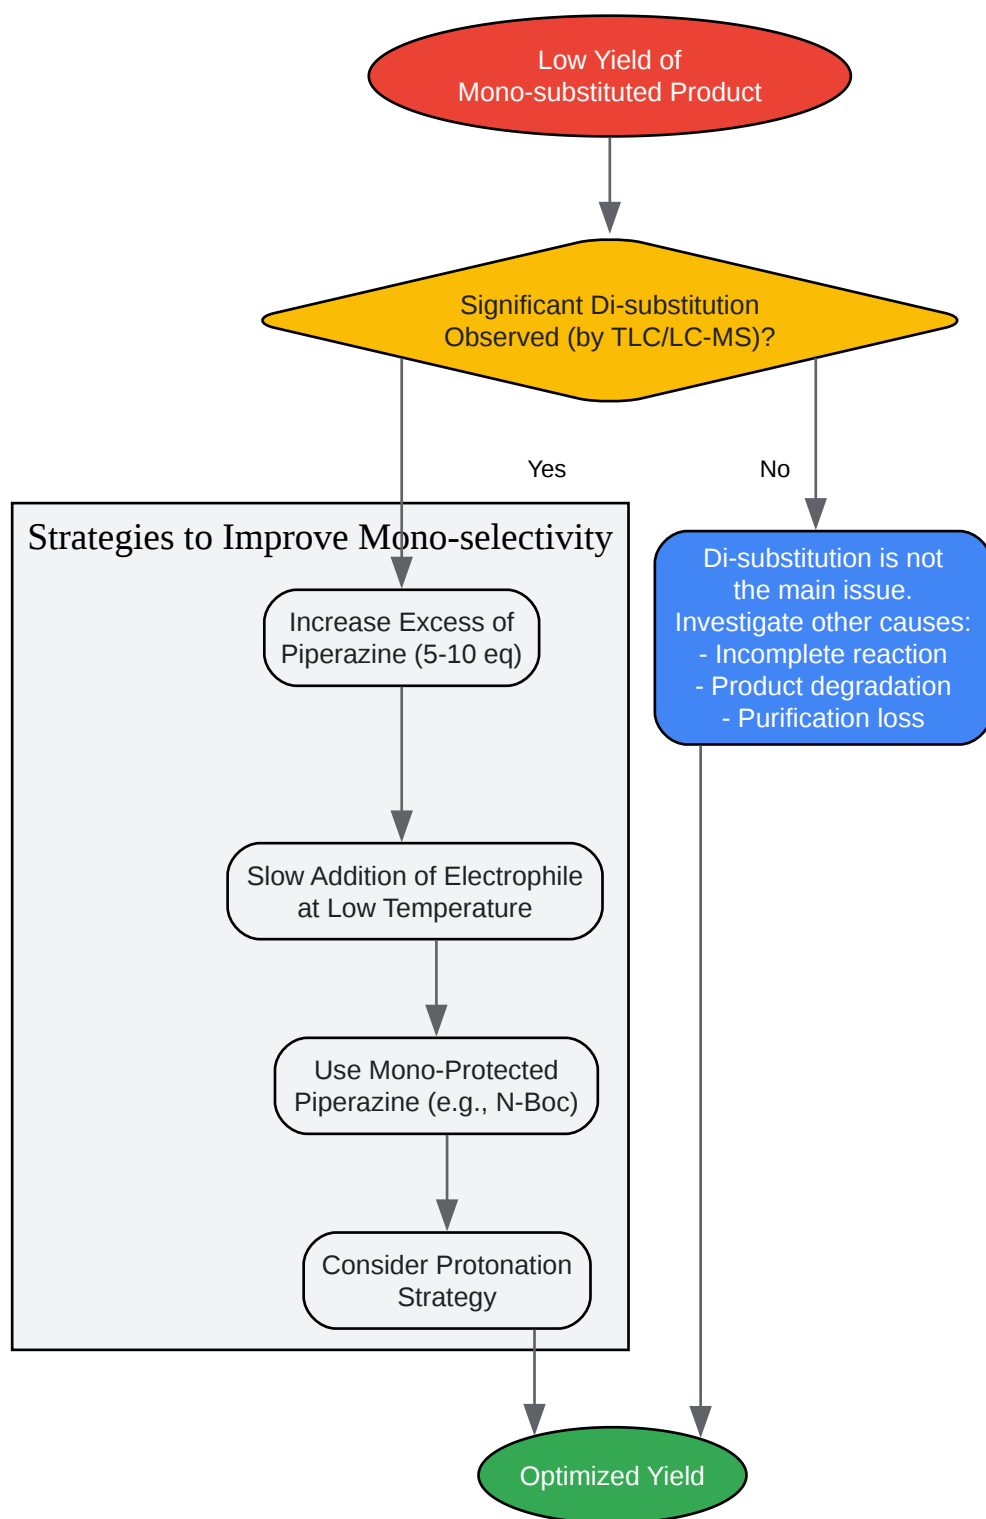 Low Yield of
Mono-substituted Product
Significant Di-substitution
Observed (by TLC/LC-MS)?
Yes
No
Strategies to Improve Mono-selectivity
Increase Excess of
Piperazine (5-10 eq)
Di-substitution is not
the main issue.
Investigate other causes:
- Incomplete reaction
- Product degradation
- Purification loss
Slow Addition of Electrophile
at Low Temperature
Use Mono-Protected
Piperazine (e.g., N-Boc)
Consider Protonation
Strategy
Optimized Yield